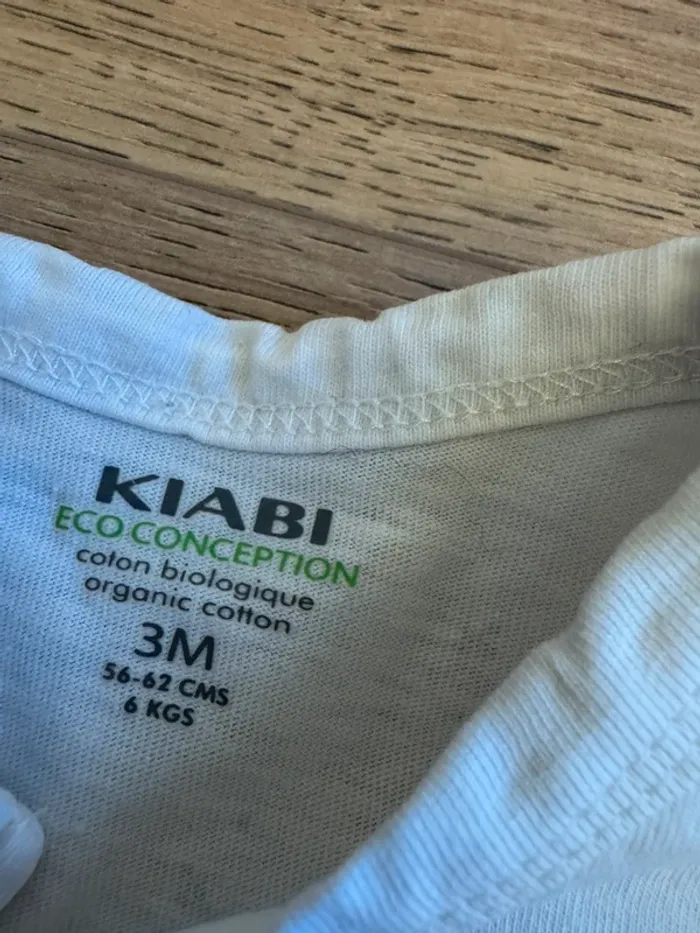 KIABI
ECO CONCEPTION
coton biologique
organic cotton
3M
56-62 CMS
6 KGS